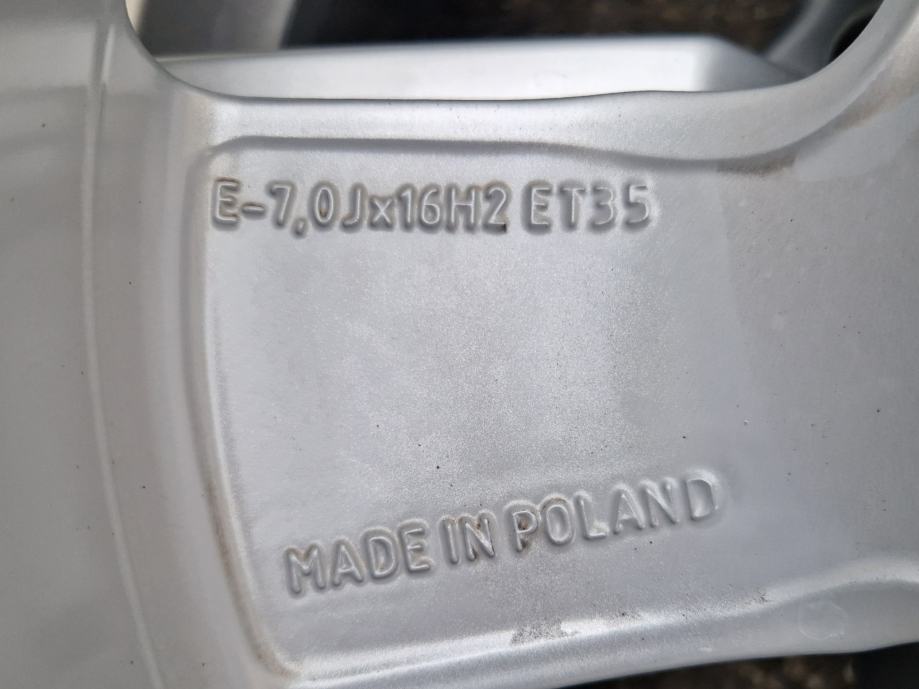 E-7,0Jx16H2 ET35
MADE IN POLAND